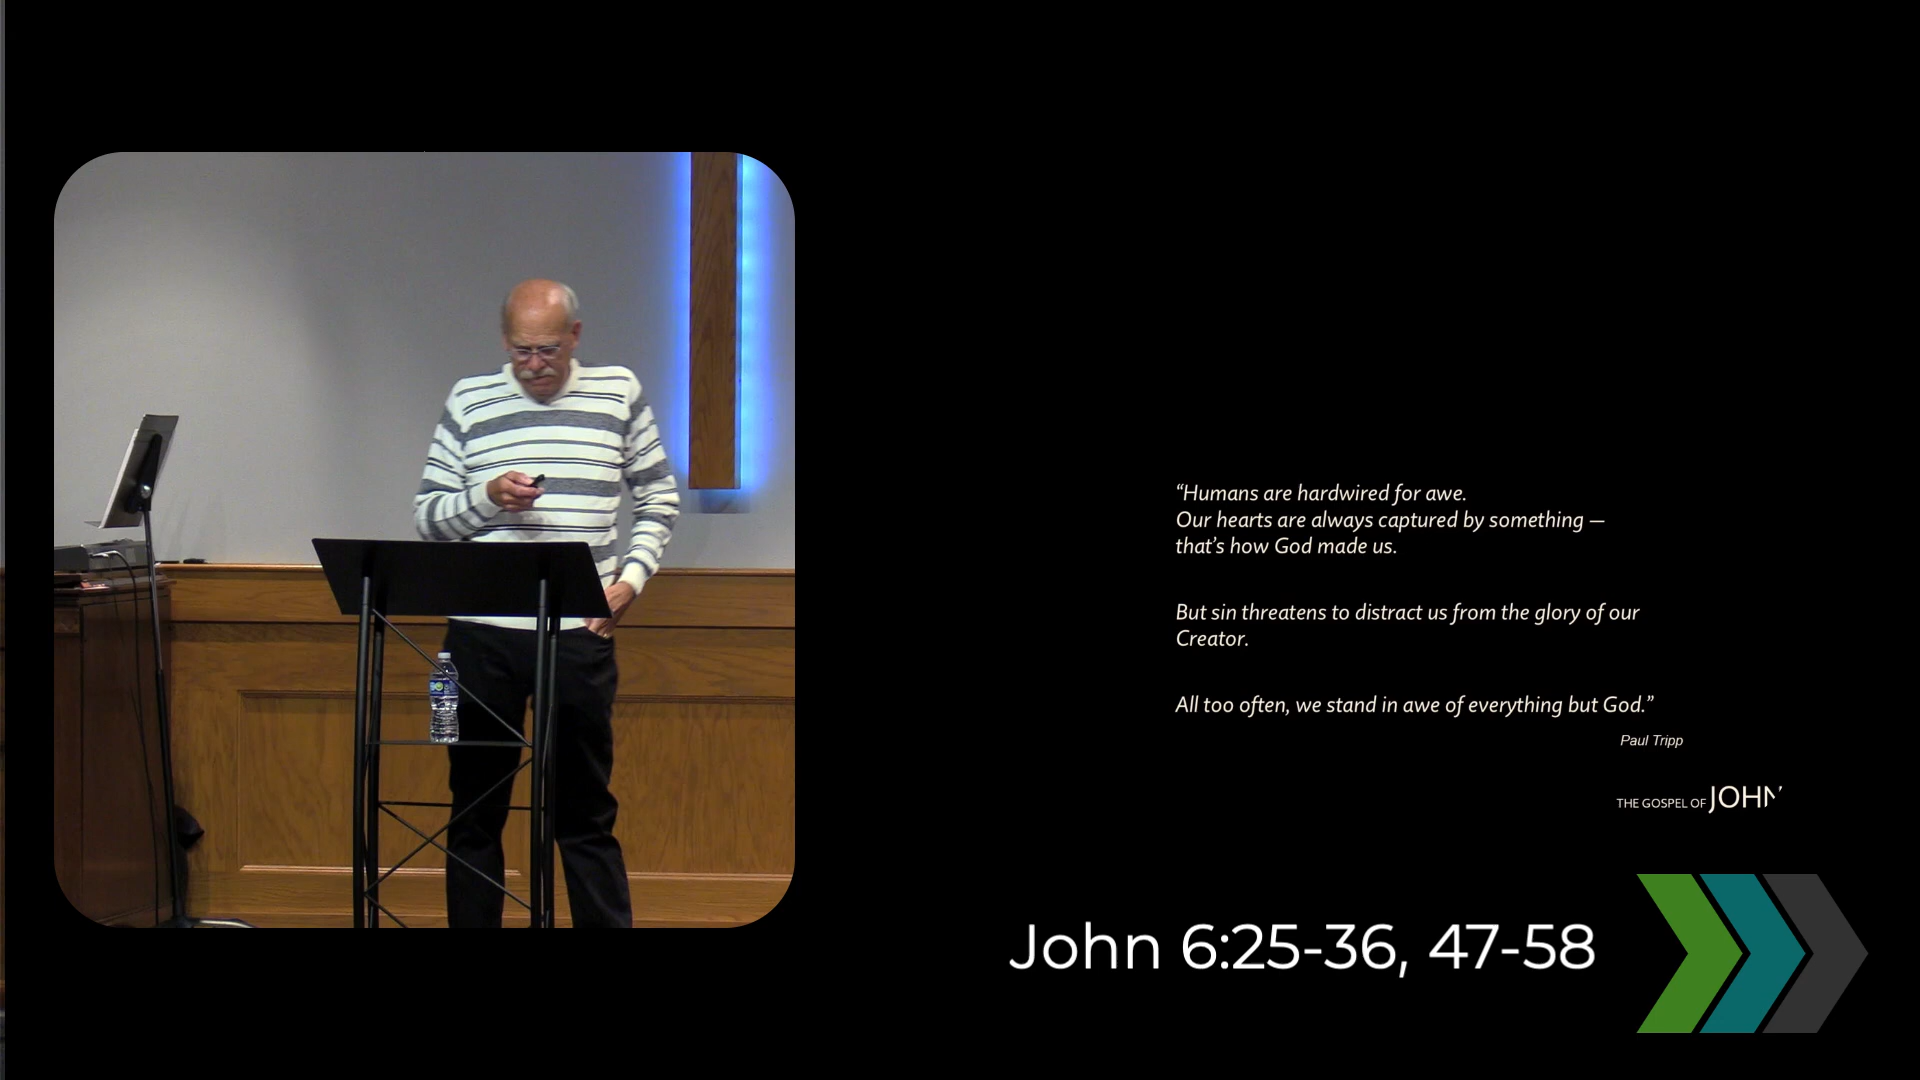 “Humans are hardwired for awe.
Our hearts are always captured by something —
that’s how God made us.
But sin threatens to distract us from the glory of our
Creator.
All too often, we stand in awe of everything but God.”
Paul Tripp
THE GOSPEL OF JOHN
John 6:25-36, 47-58